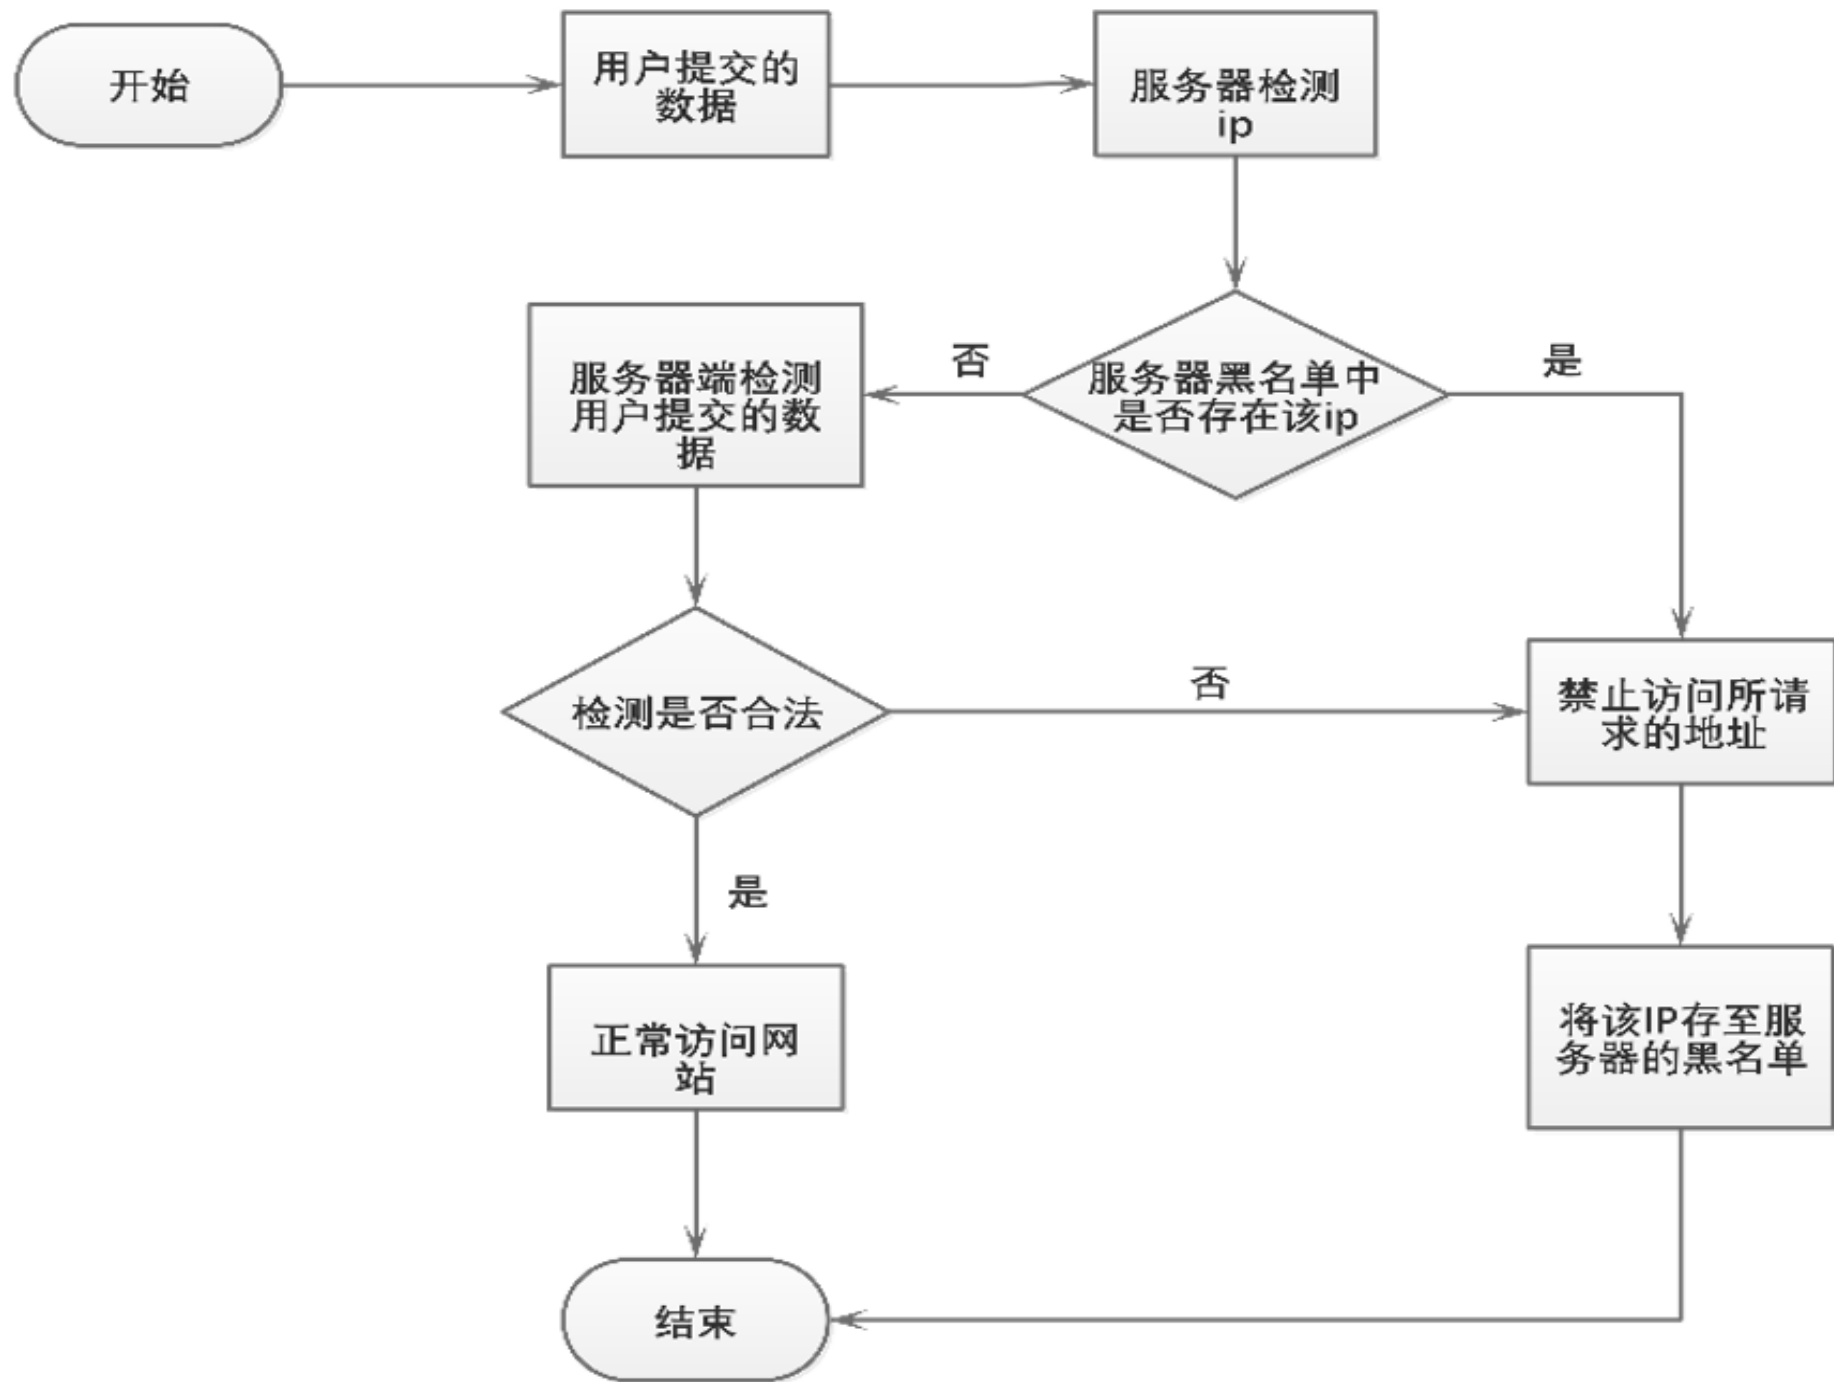 开始
用户提交的
数据
服务器检测
ip
服务器黑名单中
是否存在该ip
否
是
服务器端检测
用户提交的数
据
检测是否合法
否
禁止访问所请
求的地址
是
正常访问网
站
将该IP存至服
务器的黑名单
结束